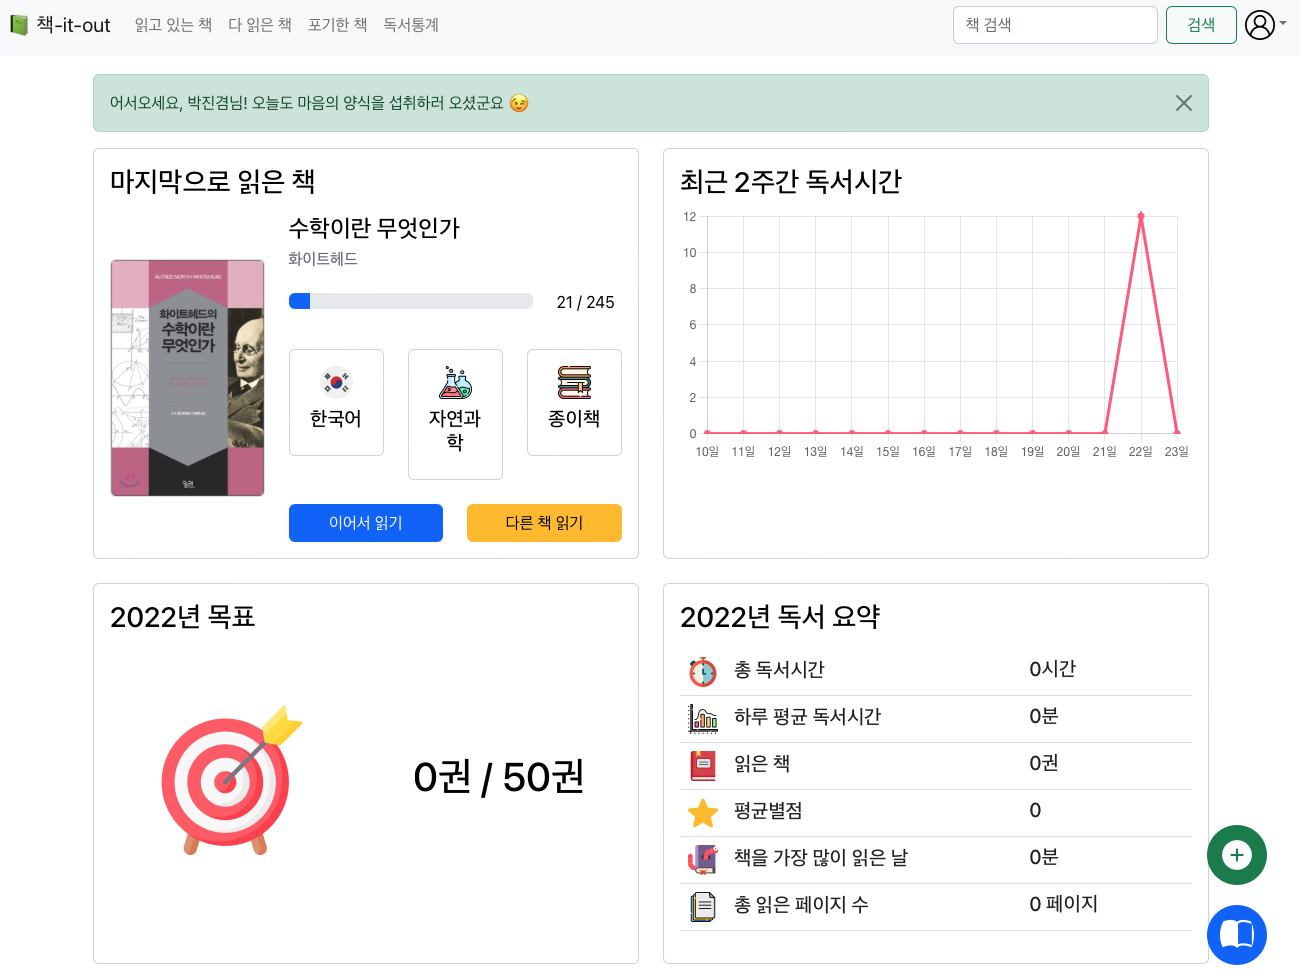 책-it-out 읽고 있는 책 다 읽은 책 포기한 책 독서통계 책 검색 검색
어서오세요, 박진겸님! 오늘도 마음의 양식을 섭취하러 오셨군요 😉
마지막으로 읽은 책
수학이란 무엇인가
화이트헤드
21 / 245
ALFRED NORTH WHITEHEAD
화이트헤드의
수학이란
무엇인가
한국어
자연과
학
종이책
이어서 읽기
다른 책 읽기
최근 2주간 독서시간
12
10
8
6
4
2
0
10일 11일 12일 13일 14일 15일 16일 17일 18일 19일 20일 21일 22일 23일
2022년 목표
0권 / 50권
2022년 독서 요약
총 독서시간 0시간
하루 평균 독서시간 0분
읽은 책 0권
평균별점 0
책을 가장 많이 읽은 날 0분
총 읽은 페이지 수 0 페이지